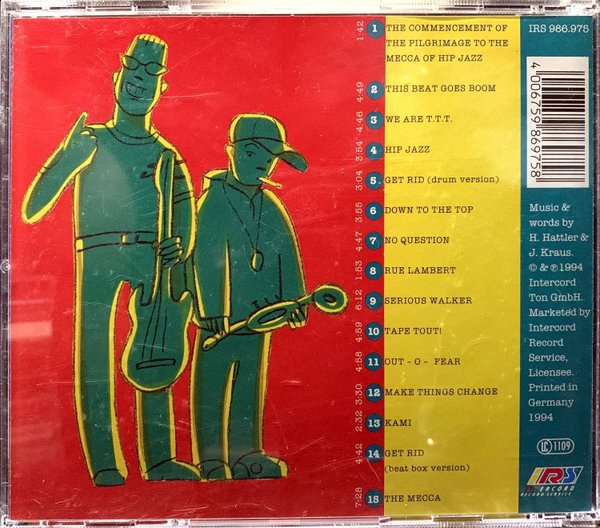 1:42 1 THE COMMENCEMENT OF
THE PILGRIMAGE TO THE
MECCA OF HIP JAZZ
4:49 2 THIS BEAT GOES BOOM
4:46 3 WE ARE T.T.T.
3:54 4 HIP JAZZ
3:04 5 GET RID (drum version)
3:55 6 DOWN TO THE TOP
4:47 7 NO QUESTION
1:53 8 RUE LAMBERT
6:12 9 SERIOUS WALKER
4:59 10 TAPE TOUT!
4:58 11 OUT - O - FEAR
3:30 12 MAKE THINGS CHANGE
2:32 13 KAMI
4:42 14 GET RID
(beat box version)
7:28 15 THE MECCA
IRS 986.975
4 006759 869758
Music &
words by
H. Hattler &
J. Kraus.
© & ℗ 1994
Intercord
Ton GmbH.
Marketed by
Intercord
Record
Service,
Licensee.
Printed in
Germany
1994
LC 1109
IRS
RECORD SERVICE